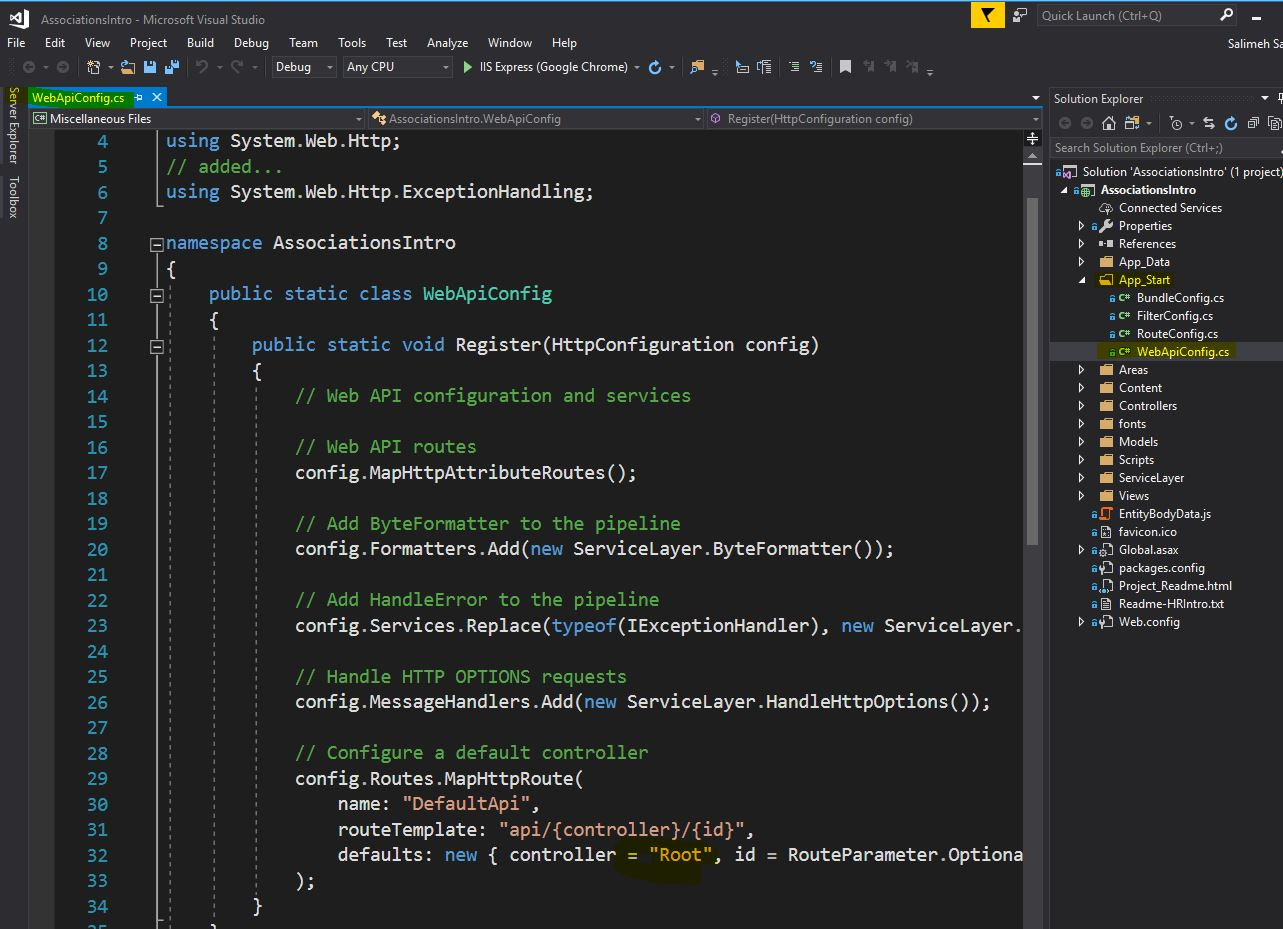 AssociationsIntro - Microsoft Visual Studio
Quick Launch (Ctrl+Q)
File Edit View Project Build Debug Team Tools Test Analyze Window Help
Salimeh Sa
Debug Any CPU IIS Express (Google Chrome)
Server Explorer
Toolbox
WebApiConfig.cs
Miscellaneous Files AssociationsIntro.WebApiConfig Register(HttpConfiguration config)
4 using System.Web.Http;
5 // added...
6 using System.Web.Http.ExceptionHandling;
7
8 namespace AssociationsIntro
9 {
10 public static class WebApiConfig
11 {
12 public static void Register(HttpConfiguration config)
13 {
14 // Web API configuration and services
15
16 // Web API routes
17 config.MapHttpAttributeRoutes();
18
19 // Add ByteFormatter to the pipeline
20 config.Formatters.Add(new ServiceLayer.ByteFormatter());
21
22 // Add HandleError to the pipeline
23 config.Services.Replace(typeof(IExceptionHandler), new ServiceLayer.
24
25 // Handle HTTP OPTIONS requests
26 config.MessageHandlers.Add(new ServiceLayer.HandleHttpOptions());
27
28 // Configure a default controller
29 config.Routes.MapHttpRoute(
30 name: "DefaultApi",
31 routeTemplate: "api/{controller}/{id}",
32 defaults: new { controller = "Root", id = RouteParameter.Optiona
33 );
34 }
Solution Explorer
Search Solution Explorer (Ctrl+;)
Solution 'AssociationsIntro' (1 project)
AssociationsIntro
Connected Services
Properties
References
App_Data
App_Start
C# BundleConfig.cs
C# FilterConfig.cs
C# RouteConfig.cs
C# WebApiConfig.cs
Areas
Content
Controllers
fonts
Models
Scripts
ServiceLayer
Views
EntityBodyData.js
favicon.ico
Global.asax
packages.config
Project_Readme.html
Readme-HRIntro.txt
Web.config